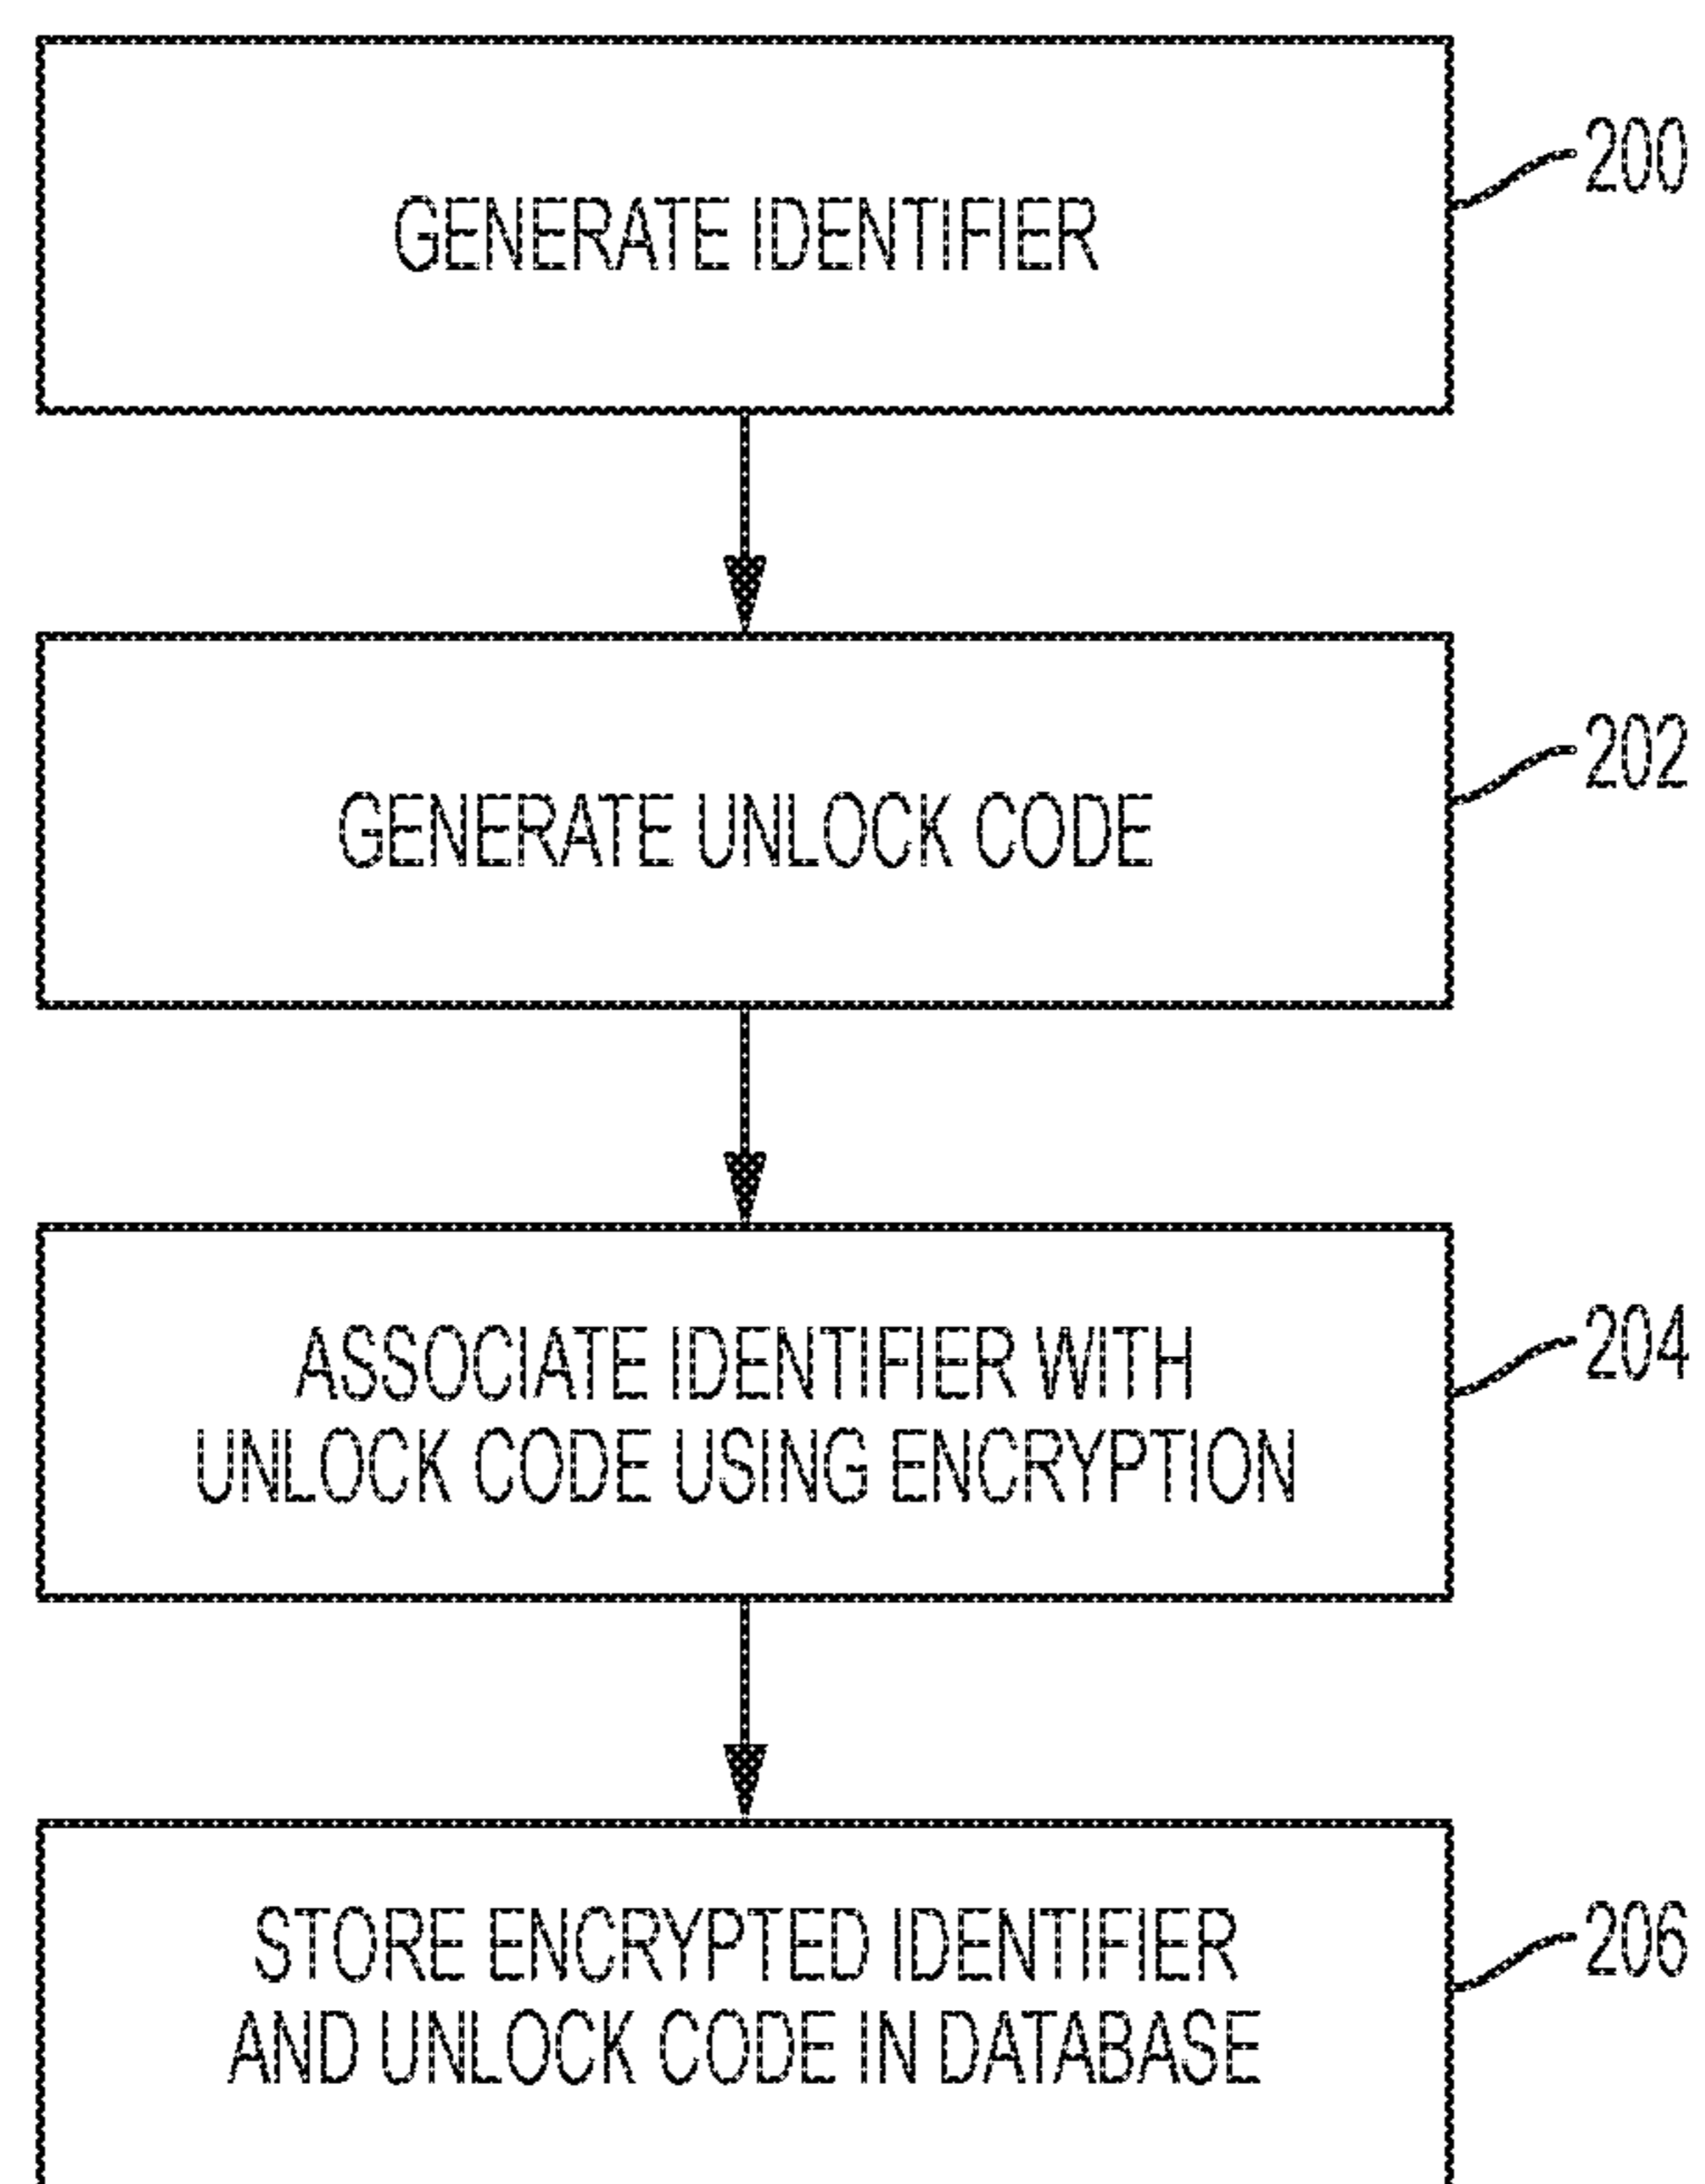 200
GENERATE IDENTIFIER
202
GENERATE UNLOCK CODE
204
ASSOCIATE IDENTIFIER WITH
UNLOCK CODE USING ENCRYPTION
206
STORE ENCRYPTED IDENTIFIER
AND UNLOCK CODE IN DATABASE